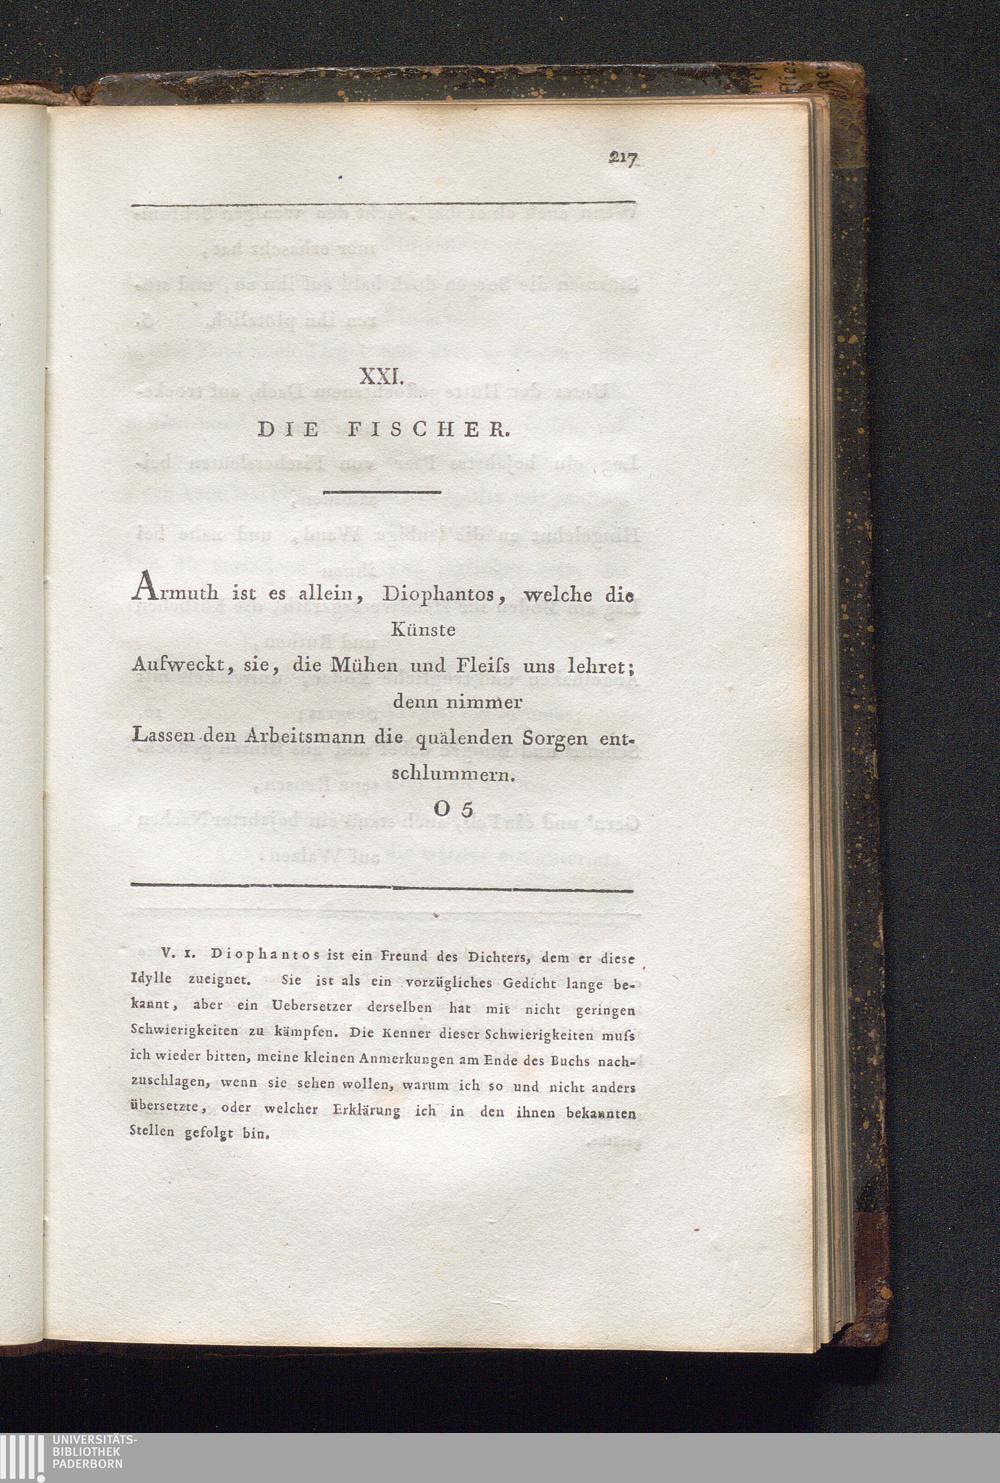 217
XXI.
DIE FISCHER.
Armuth ist es allein, Diophantos, welche die
Künste
Aufweckt, sie, die Mühen und Fleiſs uns lehret;
denn nimmer
Lassen den Arbeitsmann die quälenden Sorgen ent-
schlummern.
O 5
V. 1. Diophantos ist ein Freund des Dichters, dem er diese
Idylle zueignet. Sie ist als ein vorzügliches Gedicht lange be-
kannt, aber ein Uebersetzer derselben hat mit nicht geringen
Schwierigkeiten zu kämpfen. Die Kenner dieser Schwierigkeiten muſs
ich wieder bitten, meine kleinen Anmerkungen am Ende des Buchs nach-
zuschlagen, wenn sie sehen wollen, warum ich so und nicht anders
übersetzte, oder welcher Erklärung ich in den ihnen bekannten
Stellen gefolgt bin.
UNIVERSITÄTS-
BIBLIOTHEK
PADERBORN